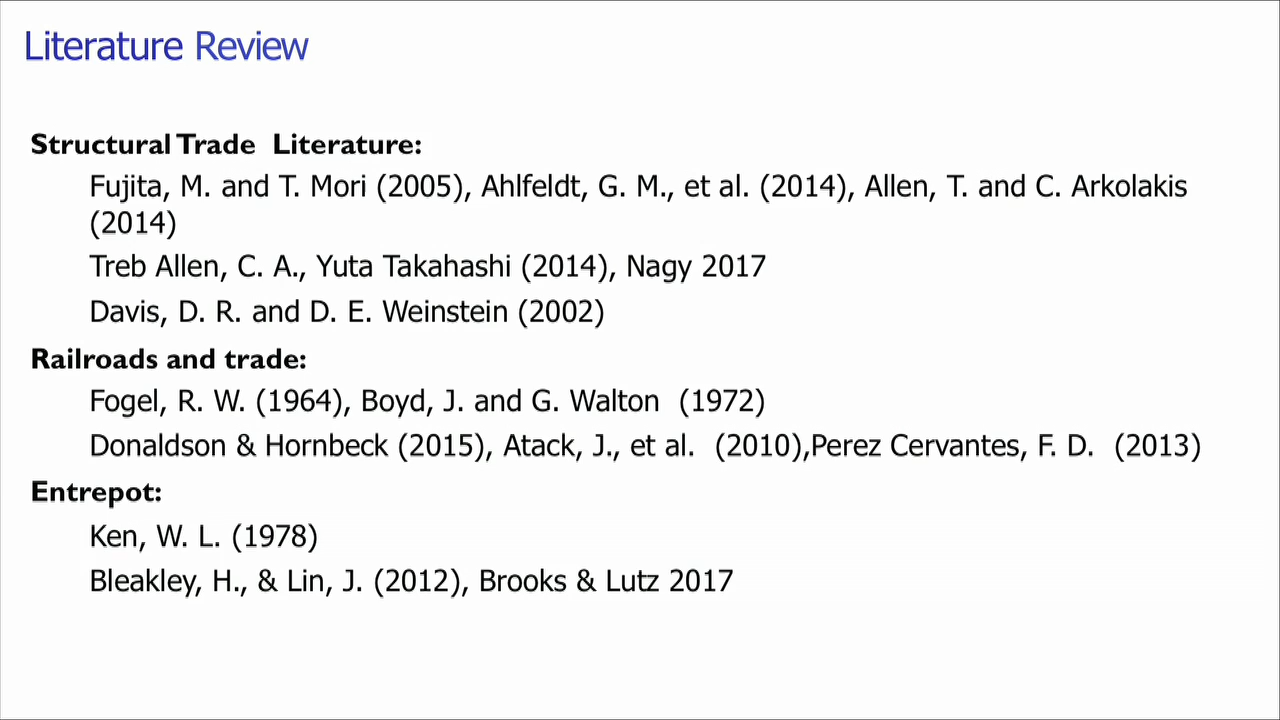 Literature Review
Structural Trade Literature:
Fujita, M. and T. Mori (2005), Ahlfeldt, G. M., et al. (2014), Allen, T. and C. Arkolakis
(2014)
Treb Allen, C. A., Yuta Takahashi (2014), Nagy 2017
Davis, D. R. and D. E. Weinstein (2002)
Railroads and trade:
Fogel, R. W. (1964), Boyd, J. and G. Walton (1972)
Donaldson & Hornbeck (2015), Atack, J., et al. (2010),Perez Cervantes, F. D. (2013)
Entrepot:
Ken, W. L. (1978)
Bleakley, H., & Lin, J. (2012), Brooks & Lutz 2017